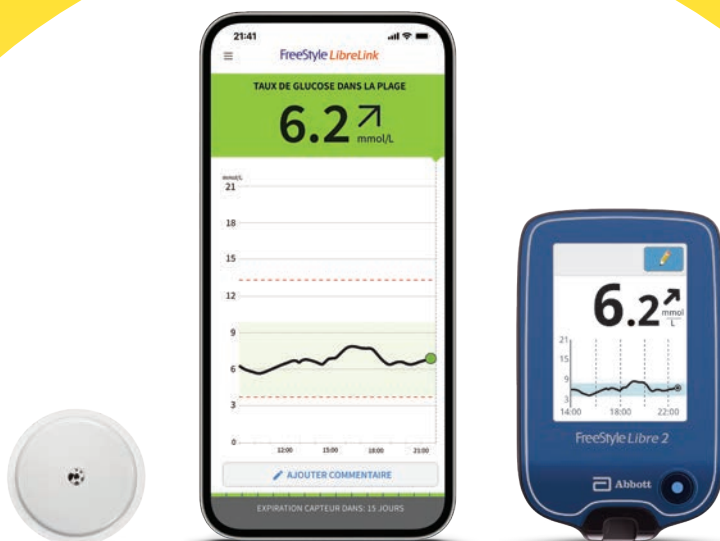 21:41
FreeStyle LibreLink
TAUX DE GLUCOSE DANS LA PLAGE
6.2
mmol/L
mmol/L
21
18
15
12
9
6
3
0
12:00 15:00 18:00 21:00
AJOUTER COMMENTAIRE
EXPIRATION CAPTEUR DANS: 15 JOURS
6.2
mmol
L
21
15
9
3
14:00 18:00 22:00
FreeStyle Libre 2
Abbott